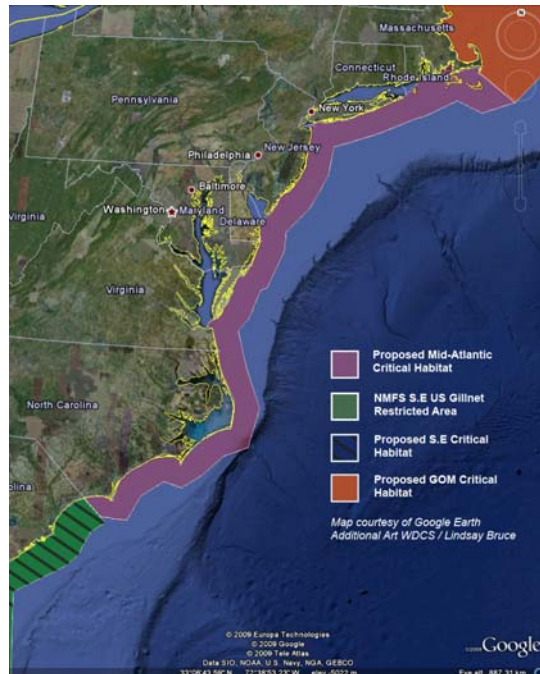 Massachusetts
Connecticut
Rhode Island
Pennsylvania
New York
Philadelphia
New Jersey
Baltimore
Washington
Maryland
Virginia
Delaware
Virginia
North Carolina
olina
Proposed Mid-Atlantic
Critical Habitat
NMFS S.E US Gillnet
Restricted Area
Proposed S.E Critical
Habitat
Proposed GOM Critical
Habitat
Map courtesy of Google Earth
Additional Art WDCS / Lindsay Bruce
© 2009 Europa Technologies
© 2009 Google
© 2009 Tele Atlas
Data SIO, NOAA, U.S. Navy, NGA, GEBCO
©2009 Google